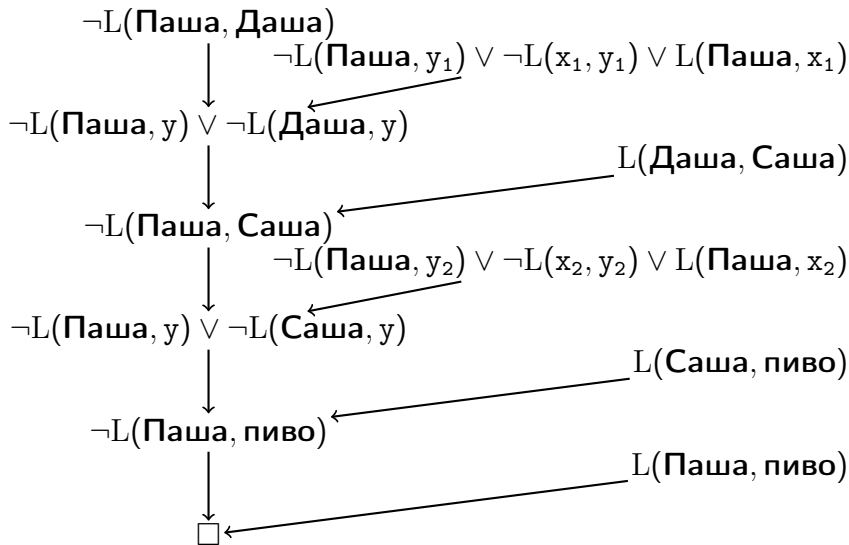 ¬L(Паша, Даша)
¬L(Паша, y₁) ∨ ¬L(x₁, y₁) ∨ L(Паша, x₁)
¬L(Паша, y) ∨ ¬L(Даша, y)
L(Даша, Саша)
¬L(Паша, Саша)
¬L(Паша, y₂) ∨ ¬L(x₂, y₂) ∨ L(Паша, x₂)
¬L(Паша, y) ∨ ¬L(Саша, y)
L(Саша, пиво)
¬L(Паша, пиво)
L(Паша, пиво)
□